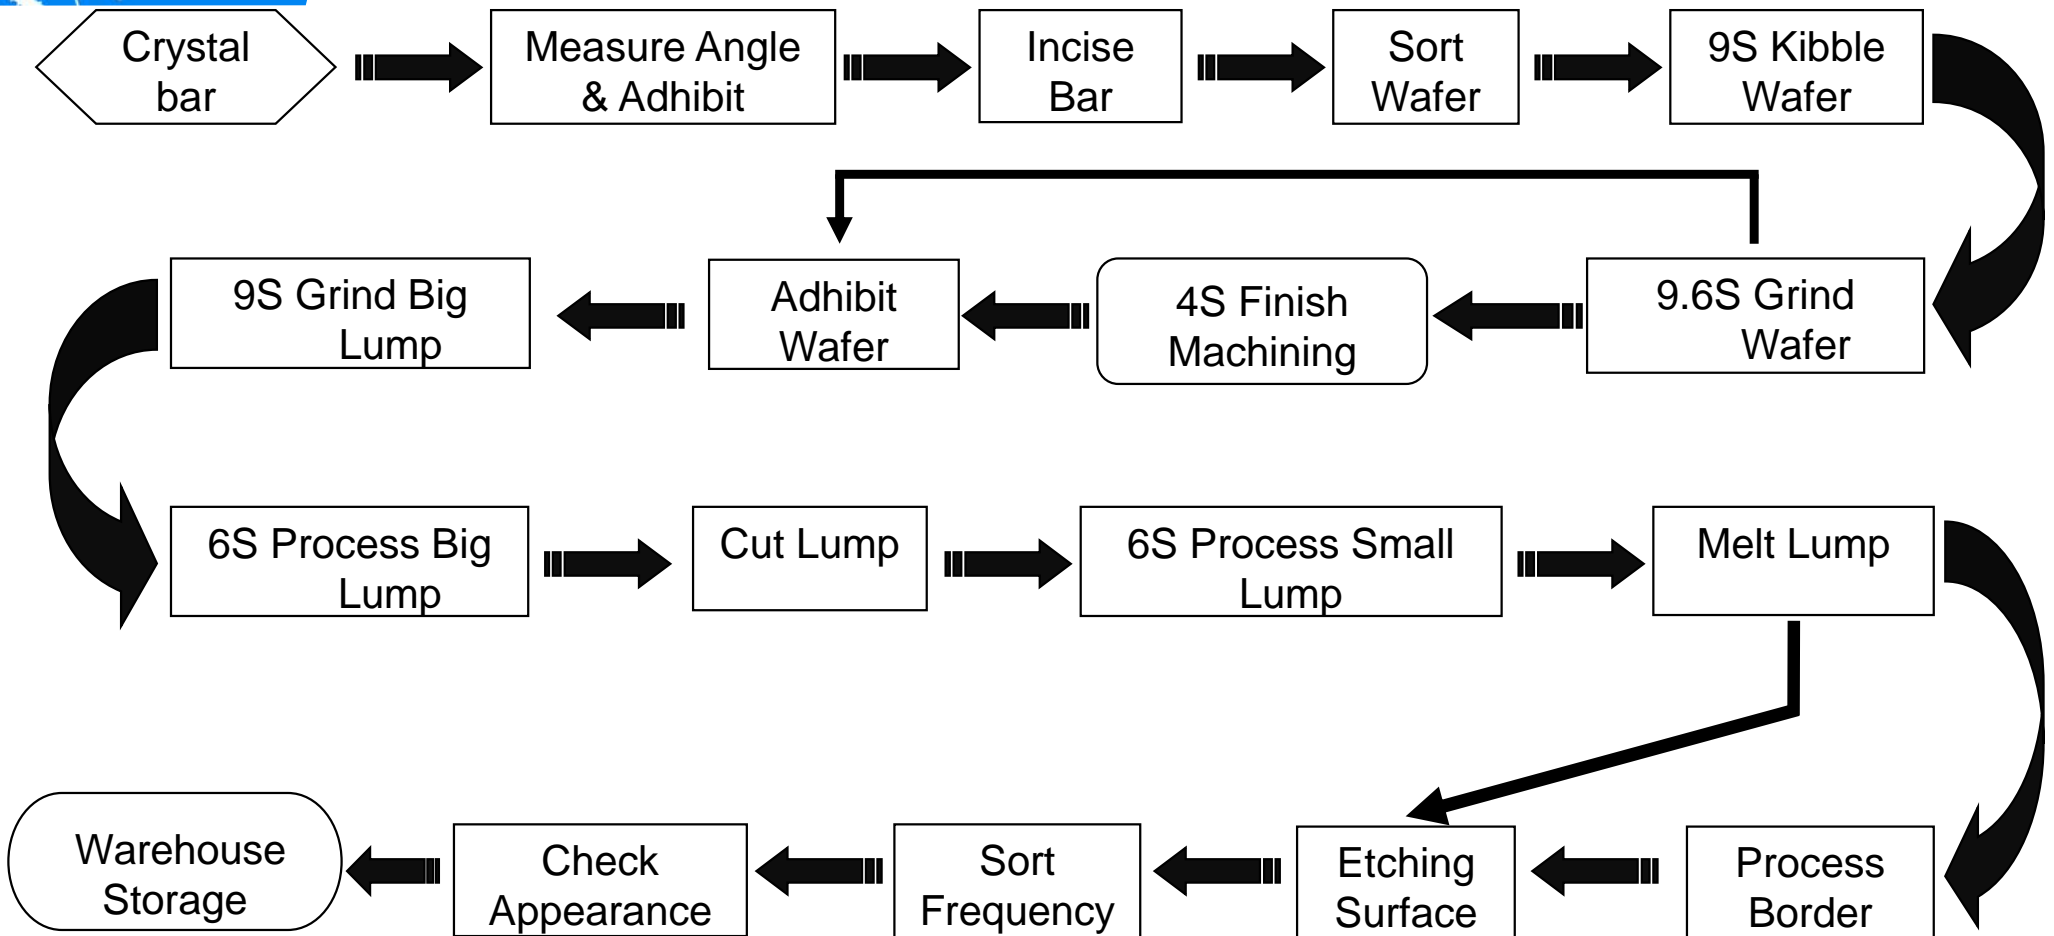 Crystal
bar
Measure Angle
& Adhibit
Incise
Bar
Sort
Wafer
9S Kibble
Wafer
9S Grind Big
Lump
Adhibit
Wafer
4S Finish
Machining
9.6S Grind
Wafer
6S Process Big
Lump
Cut Lump
6S Process Small
Lump
Melt Lump
Warehouse
Storage
Check
Appearance
Sort
Frequency
Etching
Surface
Process
Border